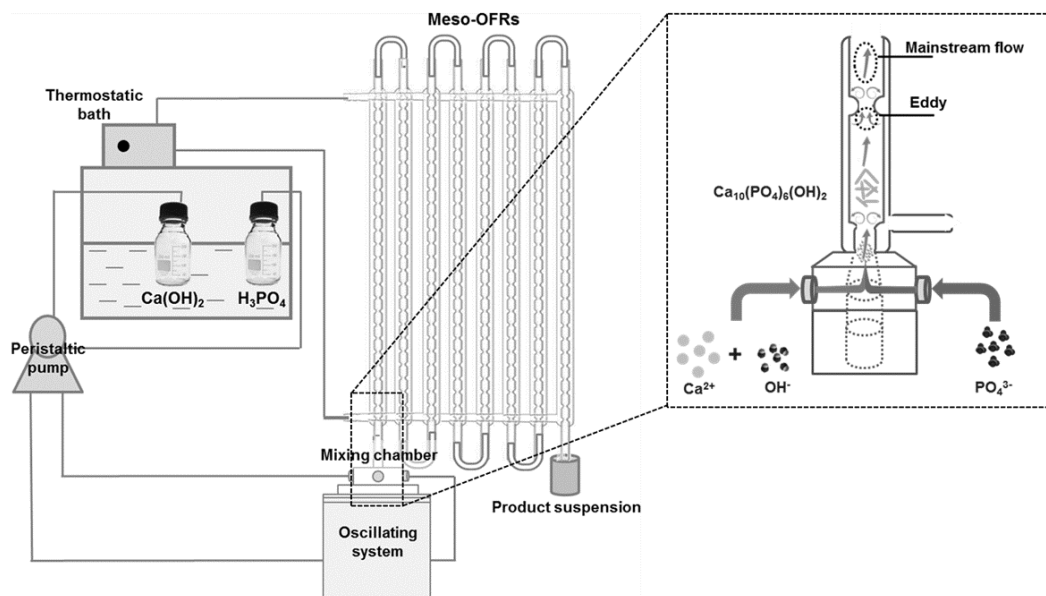 Meso-OFRs
Thermostatic
bath
Ca(OH)₂
H₃PO₄
Peristaltic
pump
Mixing chamber
Oscillating
system
Product suspension
Mainstream flow
Eddy
Ca₁₀(PO₄)₆(OH)₂
Ca²⁺
+
OH⁻
PO₄³⁻